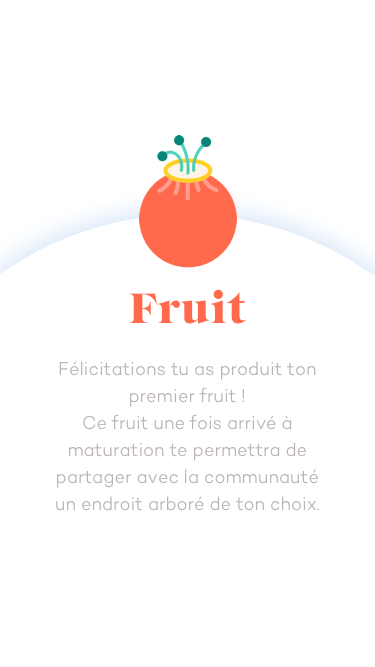 Fruit
Félicitations tu as produit ton
premier fruit !
Ce fruit une fois arrivé à
maturation te permettra de
partager avec la communauté
un endroit arboré de ton choix.